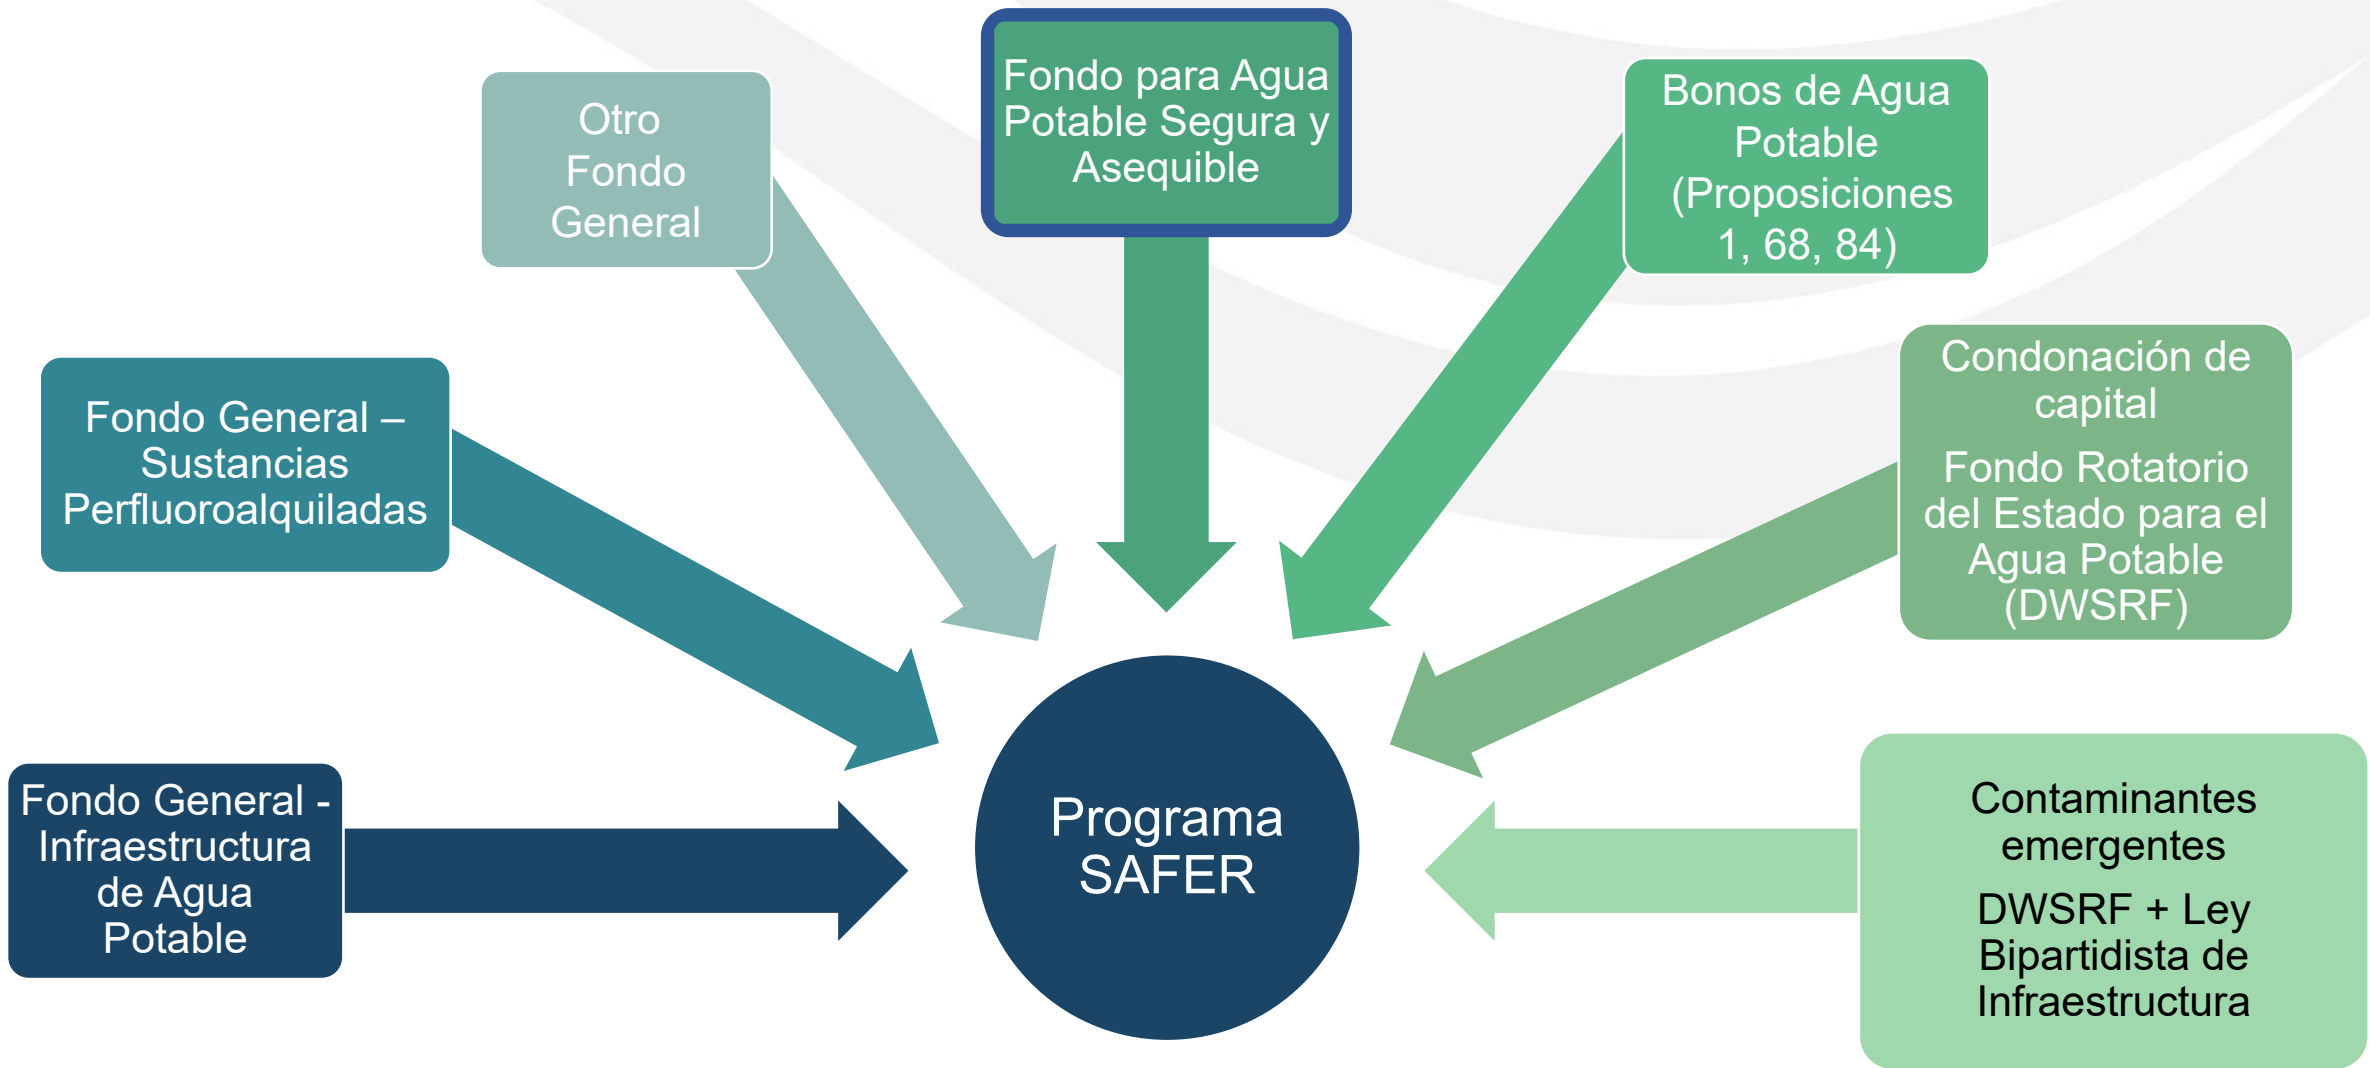 Fondo para Agua
Potable Segura y
Asequible
Otro
Fondo
General
Bonos de Agua
Potable
(Proposiciones
1, 68, 84)
Fondo General –
Sustancias
Perfluoroalquiladas
Condonación de
capital
Fondo Rotatorio
del Estado para el
Agua Potable
(DWSRF)
Fondo General -
Infraestructura
de Agua
Potable
Programa
SAFER
Contaminantes
emergentes
DWSRF + Ley
Bipartidista de
Infraestructura